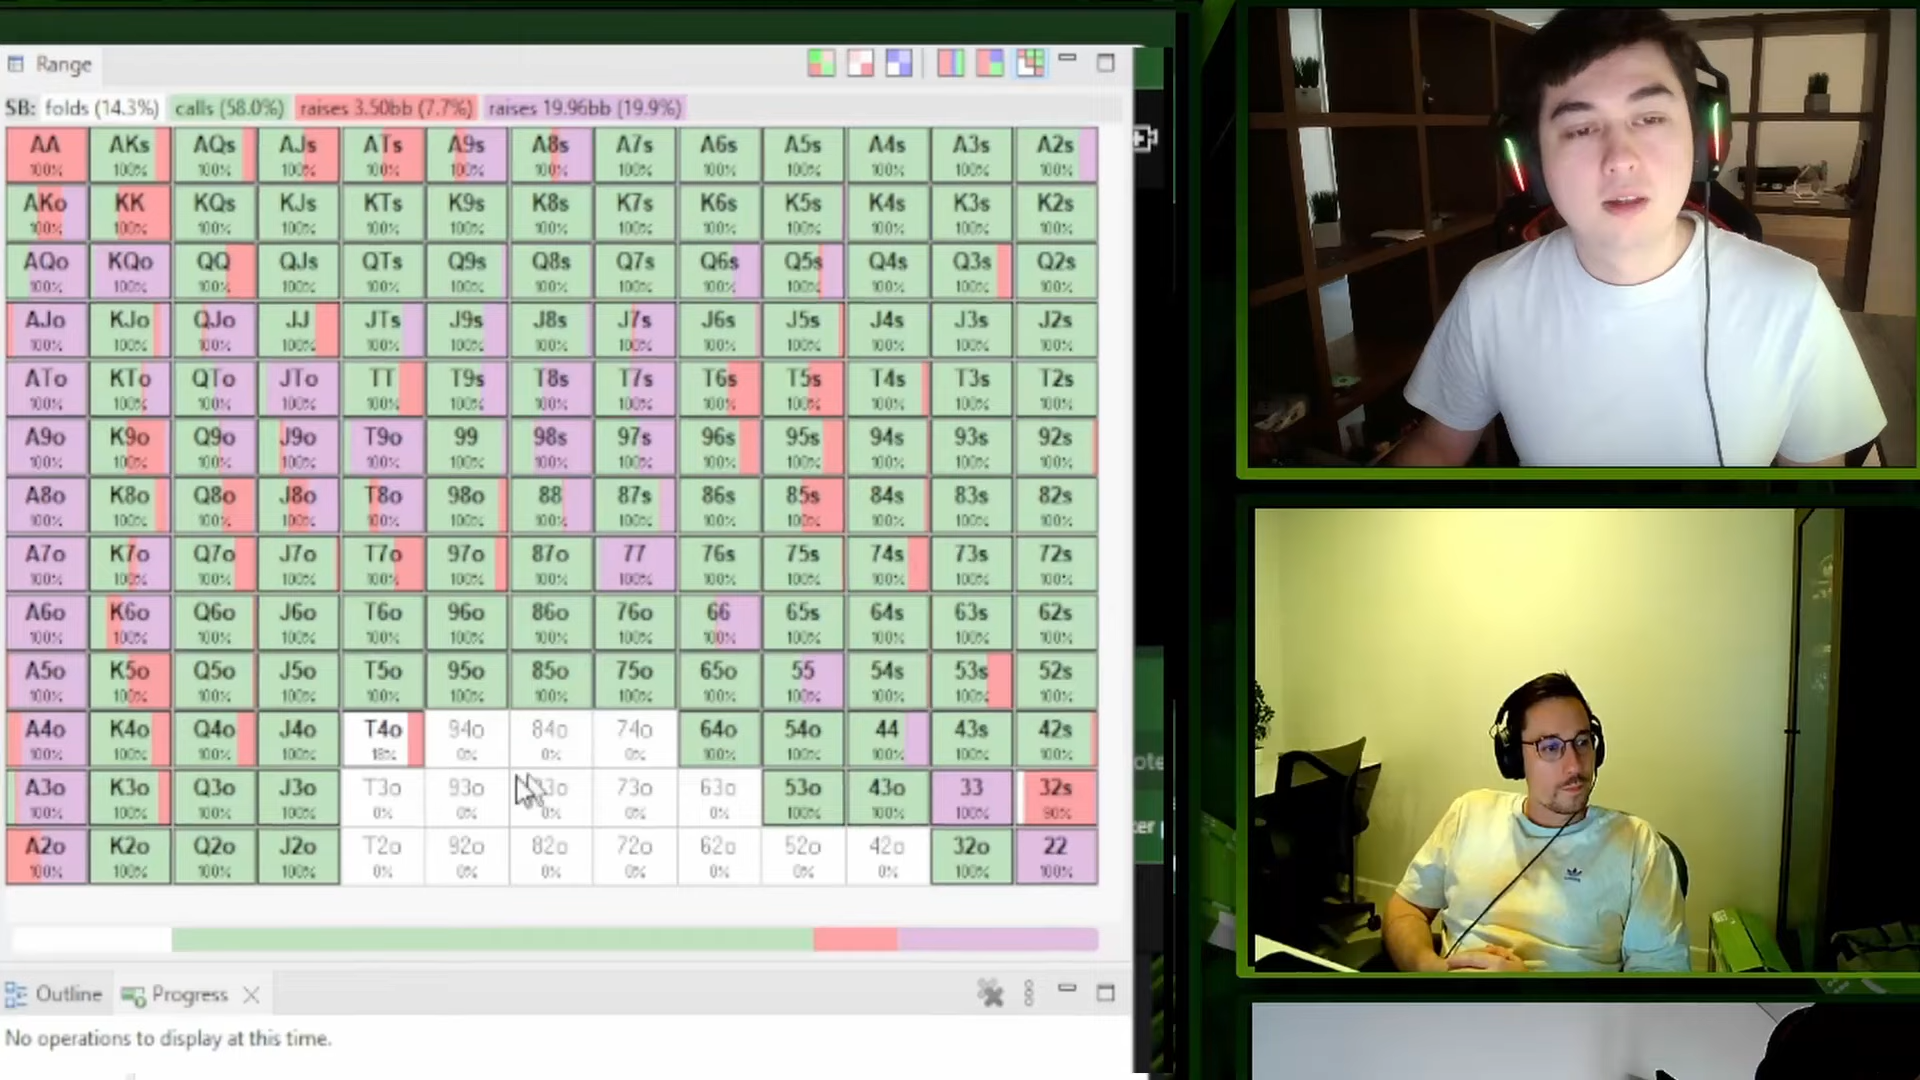 Range
SB: folds (14.3%) calls (58.0%) raises 3.50bb (7.7%) raises 19.96bb (19.9%)
AA AKs AQs AJs ATs A9s A8s A7s A6s A5s A4s A3s A2s
100% 100% 100% 100% 100% 100% 100% 100% 100% 100% 100% 100% 100%
AKo KK KQs KJs KTs K9s K8s K7s K6s K5s K4s K3s K2s
100% 100% 100% 100% 100% 100% 100% 100% 100% 100% 100% 100% 100%
AQo KQo QQ QJs QTs Q9s Q8s Q7s Q6s Q5s Q4s Q3s Q2s
100% 100% 100% 100% 100% 100% 100% 100% 100% 100% 100% 100% 100%
AJo KJo QJo JJ JTs J9s J8s J7s J6s J5s J4s J3s J2s
100% 100% 100% 100% 100% 100% 100% 100% 100% 100% 100% 100% 100%
ATo KTo QTo JTo TT T9s T8s T7s T6s T5s T4s T3s T2s
100% 100% 100% 100% 100% 100% 100% 100% 100% 100% 100% 100% 100%
A9o K9o Q9o J9o T9o 99 98s 97s 96s 95s 94s 93s 92s
100% 100% 100% 100% 100% 100% 100% 100% 100% 100% 100% 100% 100%
A8o K8o Q8o J8o T8o 98o 88 87s 86s 85s 84s 83s 82s
100% 100% 100% 100% 100% 100% 100% 100% 100% 100% 100% 100% 100%
A7o K7o Q7o J7o T7o 97o 87o 77 76s 75s 74s 73s 72s
100% 100% 100% 100% 100% 100% 100% 100% 100% 100% 100% 100% 100%
A6o K6o Q6o J6o T6o 96o 86o 76o 66 65s 64s 63s 62s
100% 100% 100% 100% 100% 100% 100% 100% 100% 100% 100% 100% 100%
A5o K5o Q5o J5o T5o 95o 85o 75o 65o 55 54s 53s 52s
100% 100% 100% 100% 100% 100% 100% 100% 100% 100% 100% 100% 100%
A4o K4o Q4o J4o T4o 94o 84o 74o 64o 54o 44 43s 42s
100% 100% 100% 100% 18% 0% 0% 0% 100% 100% 100% 100% 100%
A3o K3o Q3o J3o T3o 93o 3o 73o 63o 53o 43o 33 32s
100% 100% 100% 100% 0% 0% 0% 0% 0% 100% 100% 100% 90%
A2o K2o Q2o J2o T2o 92o 82o 72o 62o 52o 42o 32o 22
100% 100% 100% 100% 0% 0% 0% 0% 0% 0% 0% 100% 100%
Outline Progress
No operations to display at this time.